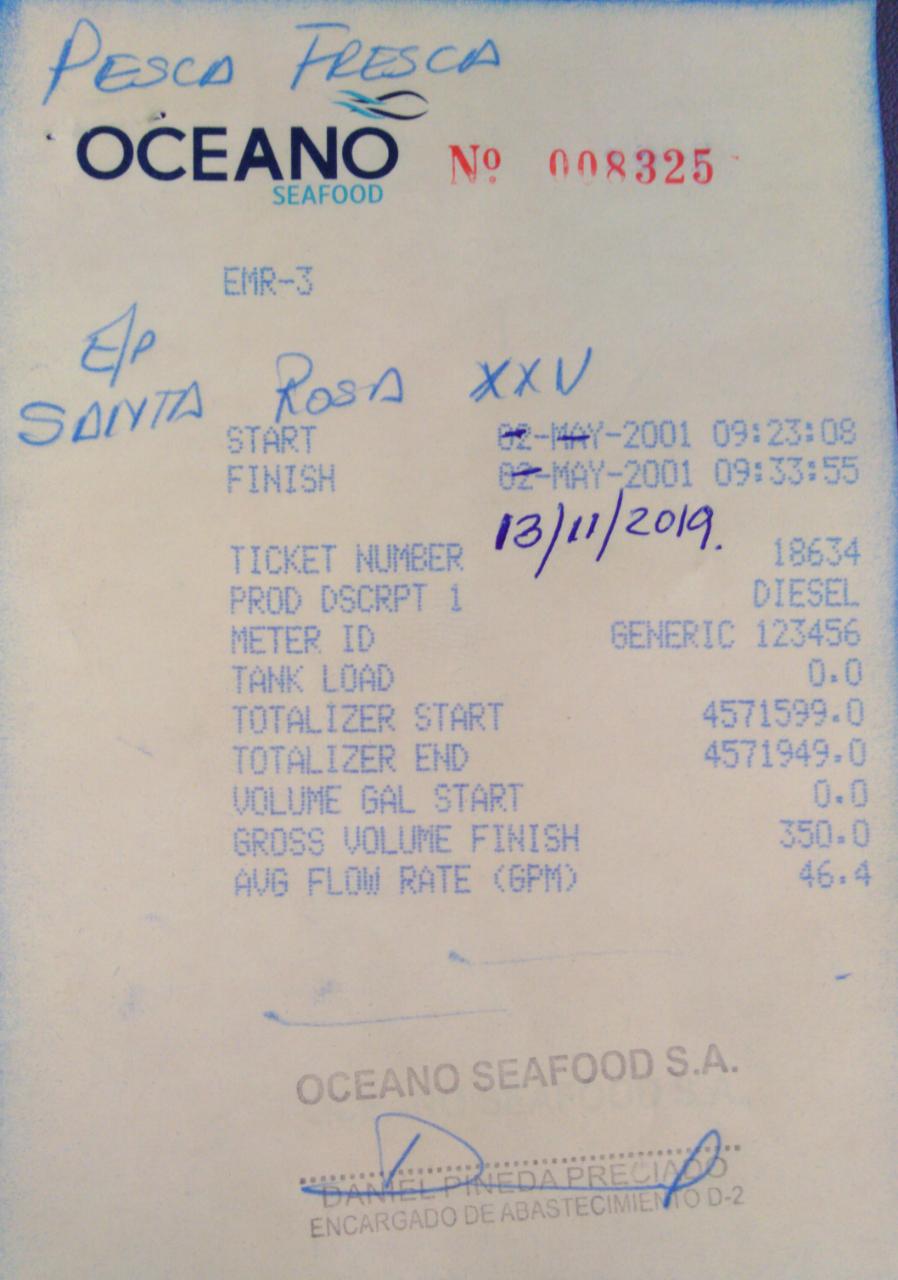 PESCA FRESCA
OCEANO
SEAFOOD
Nº 008325
EMR-3
E/P
SANTA ROSA XXV
START 02-MAY-2001 09:23:08
FINISH 02-MAY-2001 09:33:55
13/11/2019.
TICKET NUMBER 18634
PROD DSCRPT 1 DIESEL
METER ID GENERIC 123456
TANK LOAD 0.0
TOTALIZER START 4571599.0
TOTALIZER END 4571949.0
VOLUME GAL START 0.0
GROSS VOLUME FINISH 350.0
AVG FLOW RATE (GPM) 46.4
OCEANO SEAFOOD S.A.
DANIEL PINEDA PRECIADO
ENCARGADO DE ABASTECIMIENTO D-2